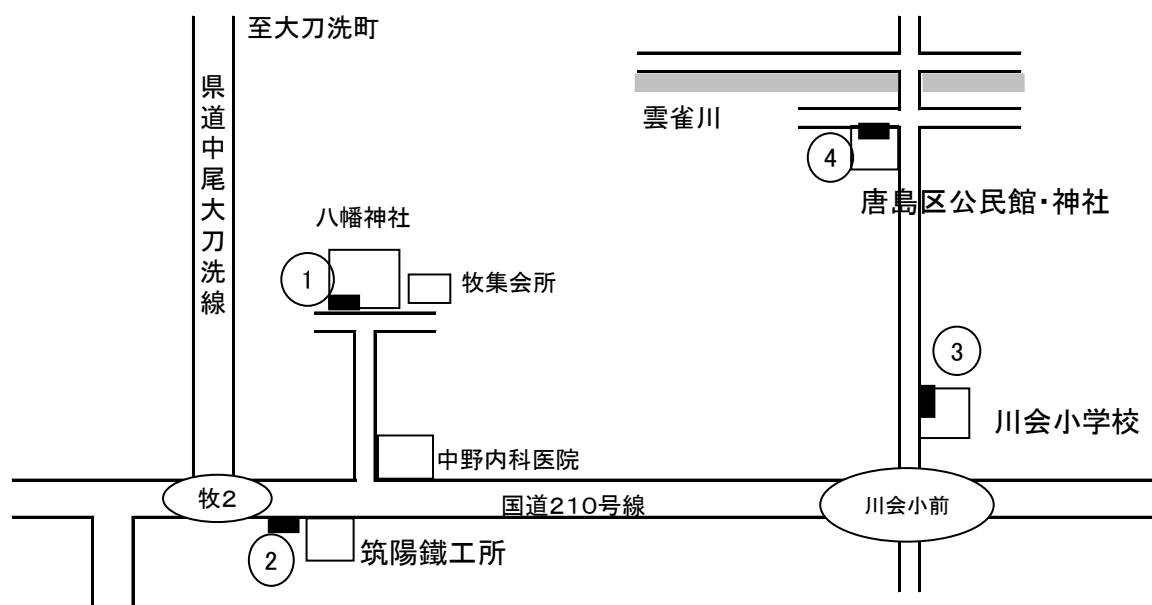 至大刀洗町
県道中尾大刀洗線
雲雀川
4
唐島区公民館・神社
八幡神社
1
牧集会所
3
川会小学校
中野内科医院
牧2
国道210号線
川会小前
2
筑陽鐵工所